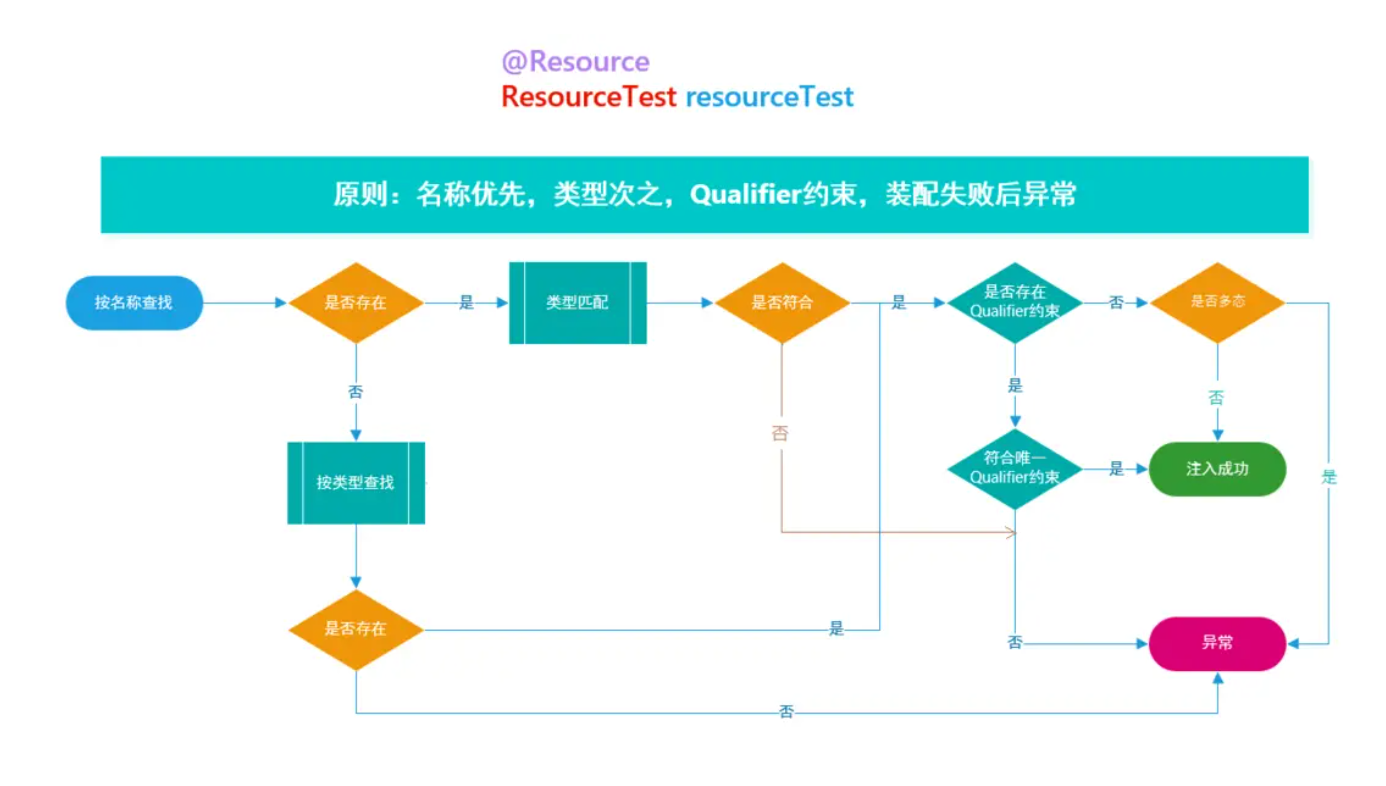 @Resource
ResourceTest resourceTest
原则：名称优先，类型次之，Qualifier约束，装配失败后异常
按名称查找
是否存在
是
类型匹配
是否符合
是
是否存在
Qualifier约束
否
是否多态
否
是
否
否
按类型查找
符合唯一
Qualifier约束
是
注入成功
是
是否存在
是
否
异常
否